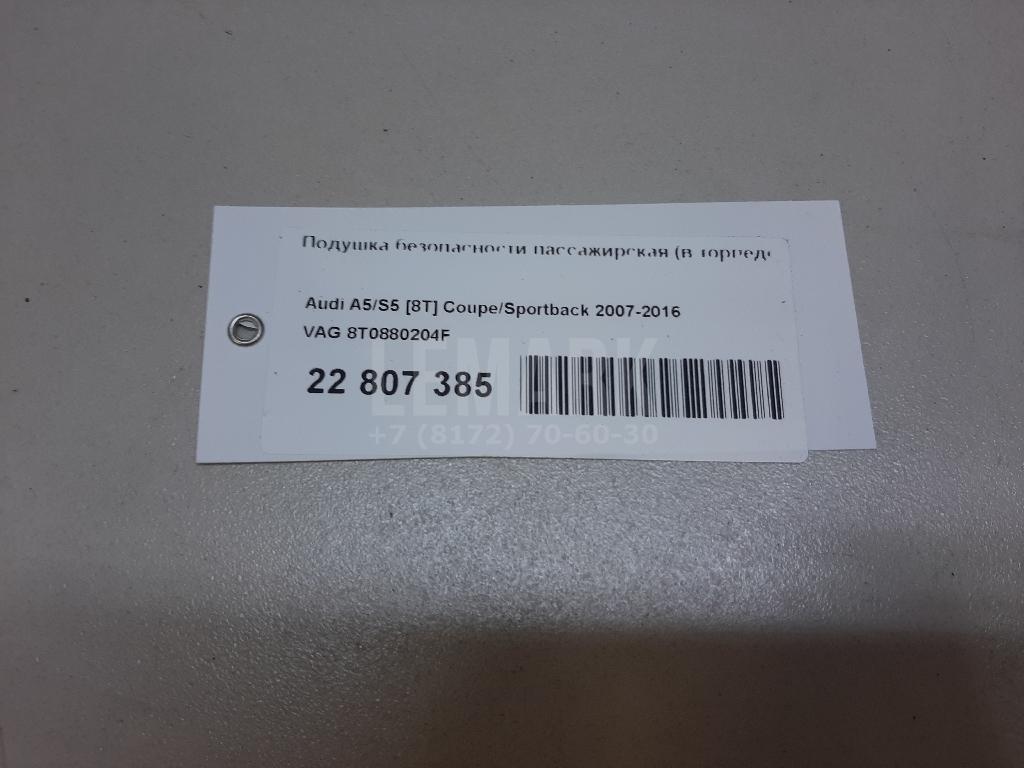 Подушка безопасности пассажирская (в торпед
Audi A5/S5 [8T] Coupe/Sportback 2007-2016
VAG 8T0880204F
22 807 385
LEMARK
+7 (8172) 70-60-30